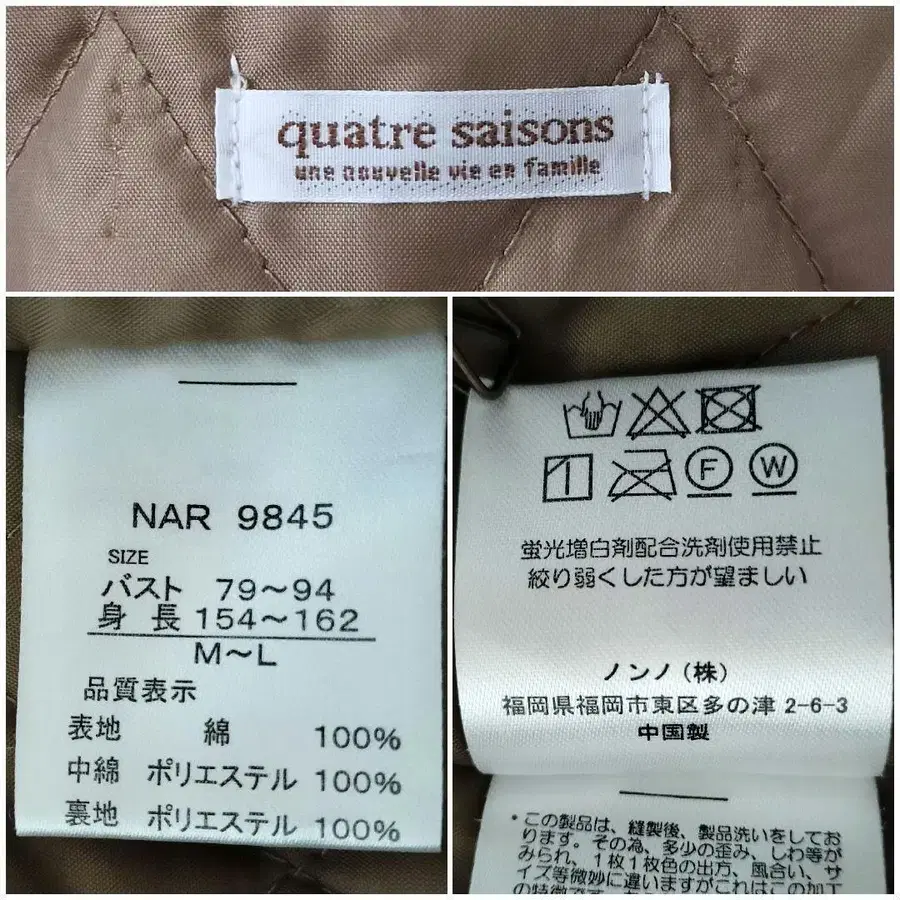 quatre saisons
une nouvelle vie en famille
NAR 9845
SIZE
バスト 79～94
身長 154～162
M～L
品質表示
表地 綿 100%
中綿 ポリエステル 100%
裏地 ポリエステル 100%
1
F W
蛍光増白剤配合洗剤使用禁止
絞り弱くした方が望ましい
ノンノ(株)
福岡県福岡市東区多の津 2-6-3
中国製
・この製品は、縫製後、製品洗いをしてお
ります。その為、多少の歪み、しわ等が
みられ、1枚1枚色の出方、風合い、サ
イズ等微妙に違いますがこれはこの加工
の特徴です